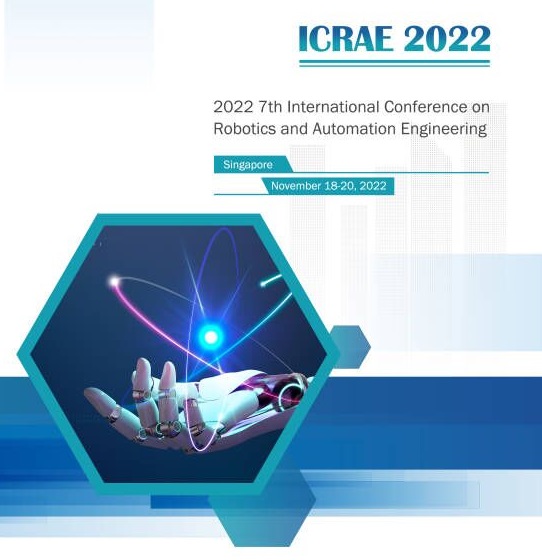 ICRAE 2022
2022 7th International Conference on
Robotics and Automation Engineering
Singapore
November 18-20, 2022